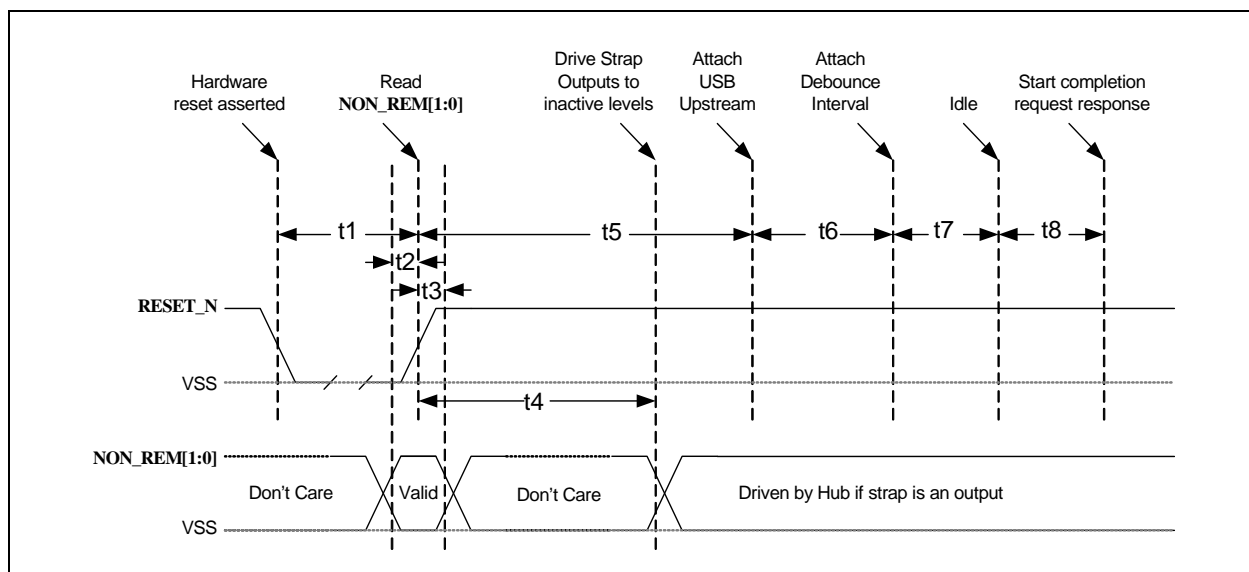 Hardware
reset asserted
Read
NON_REM[1:0]
Drive Strap
Outputs to
inactive levels
Attach
USB
Upstream
Attach
Debounce
Interval
Idle
Start completion
request response
t1
t5
t6
t7
t8
t2
t3
RESET_N
VSS
t4
NON_REM[1:0]
Don't Care
Valid
Don't Care
Driven by Hub if strap is an output
VSS